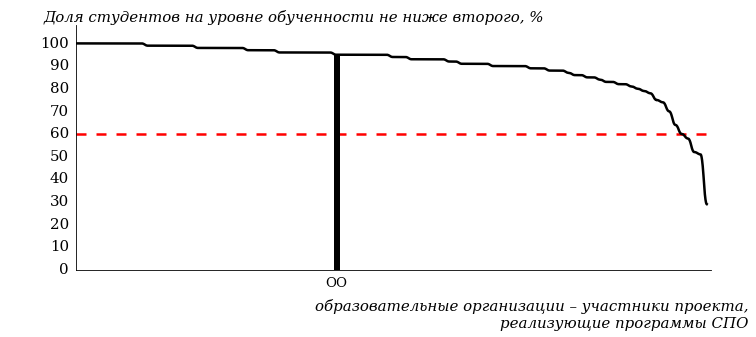 Доля студентов на уровне обученности не ниже второго, %
100
90
80
70
60
50
40
30
20
10
0
ОО
образовательные организации – участники проекта,
реализующие программы СПО